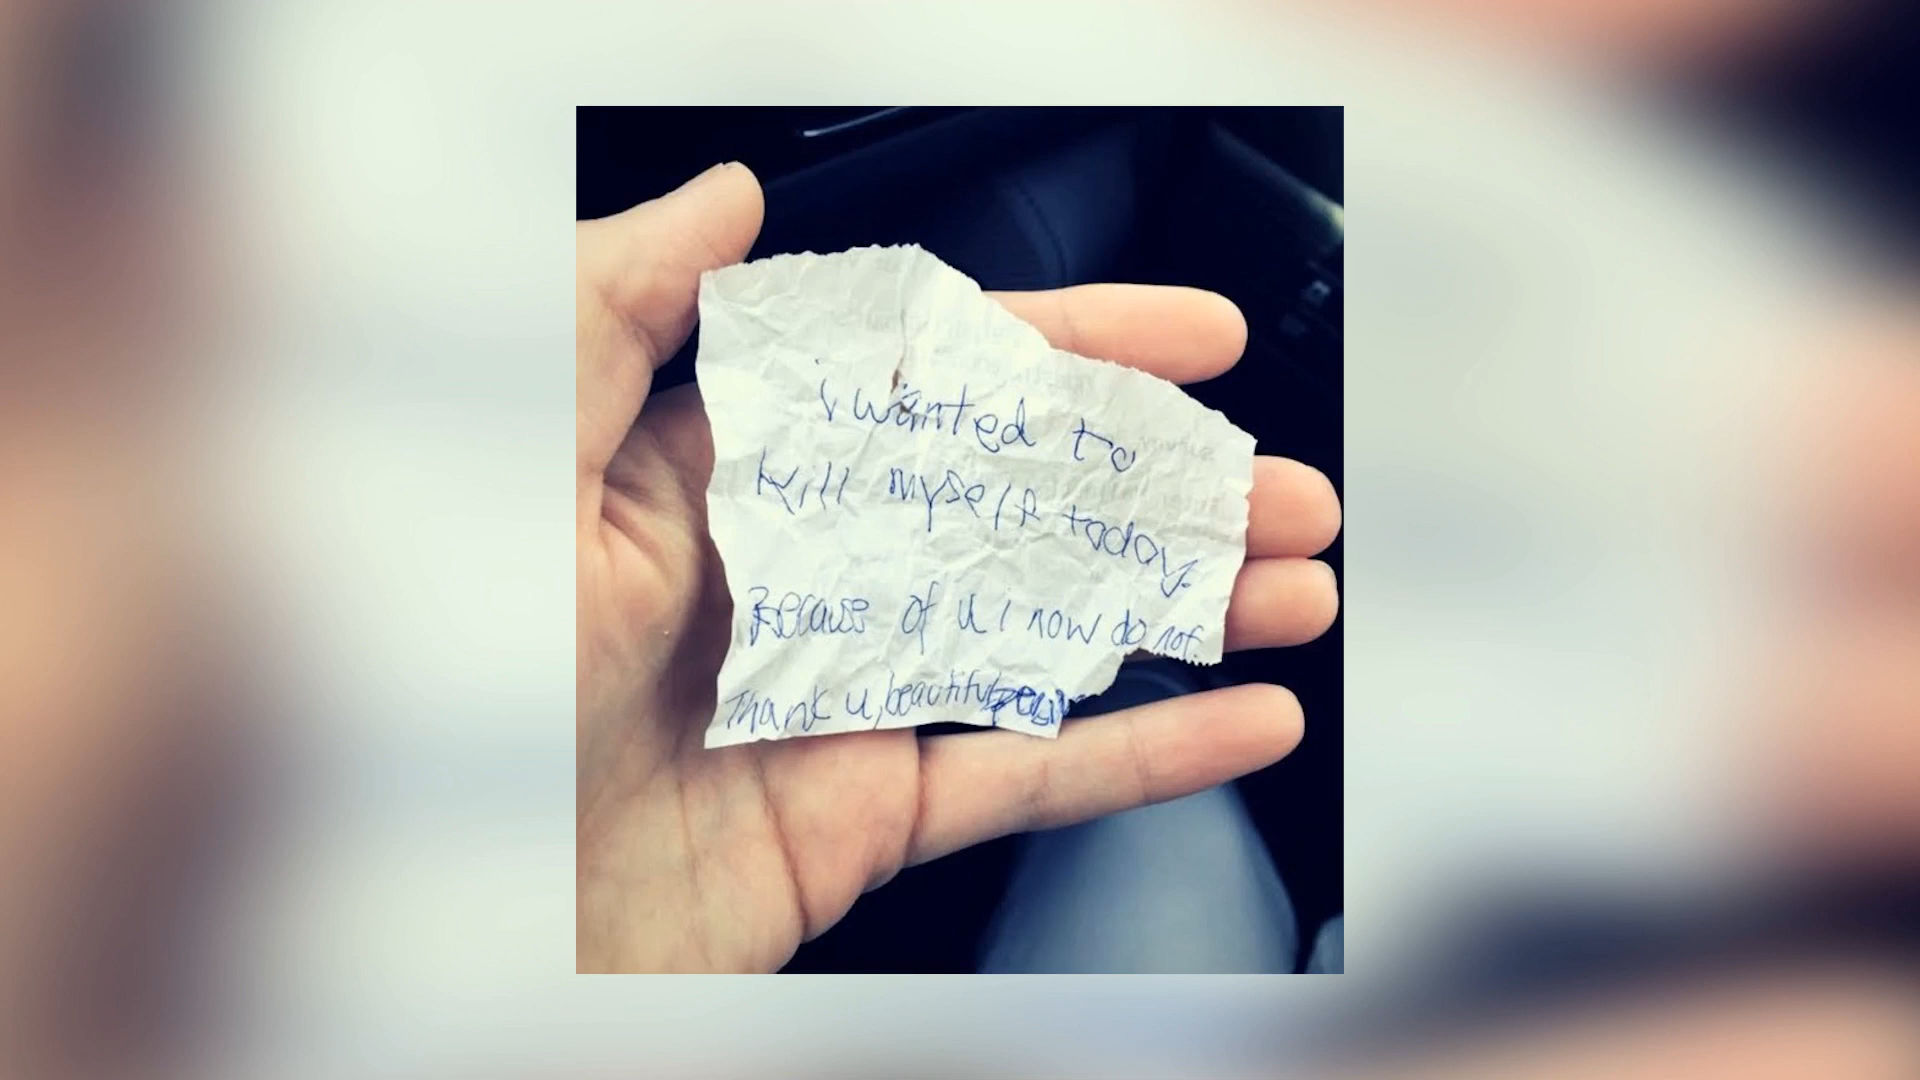 i wanted to
kill myself today.
Because of u i now do not.
Thank u, beautiful